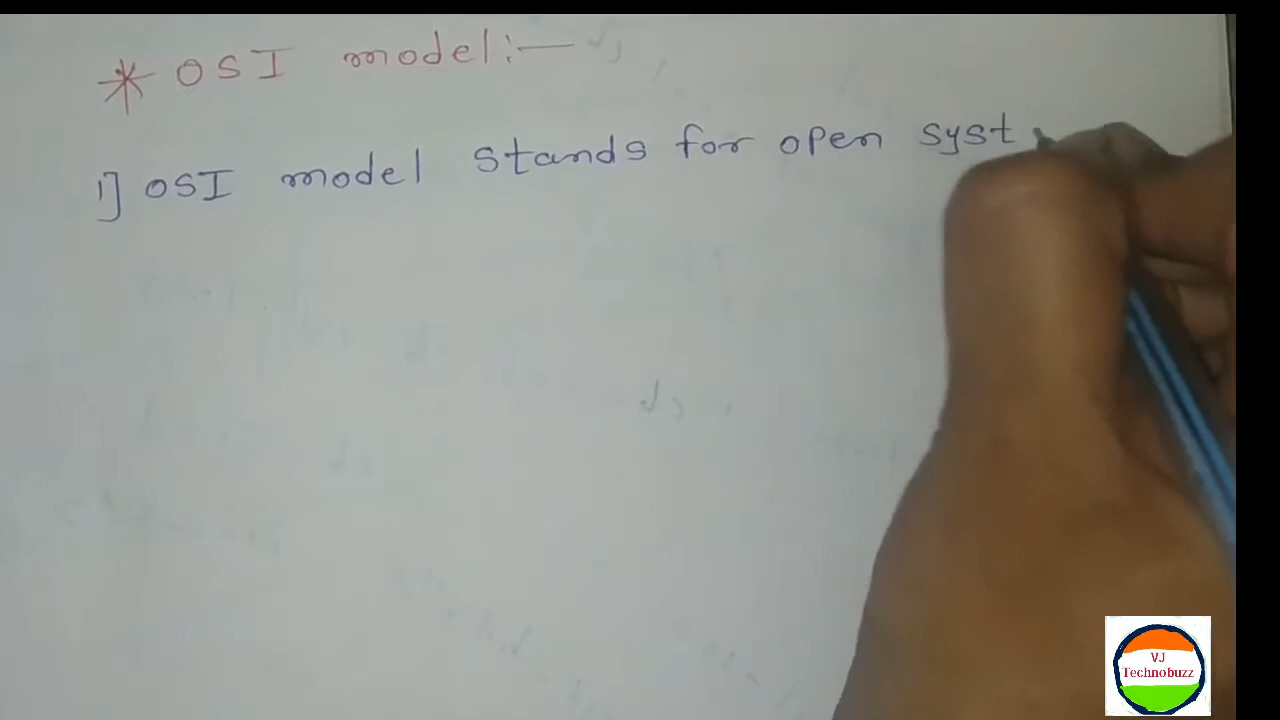 * OSI model:—
1] OSI model stands for open syst
VJ
Technobuzz